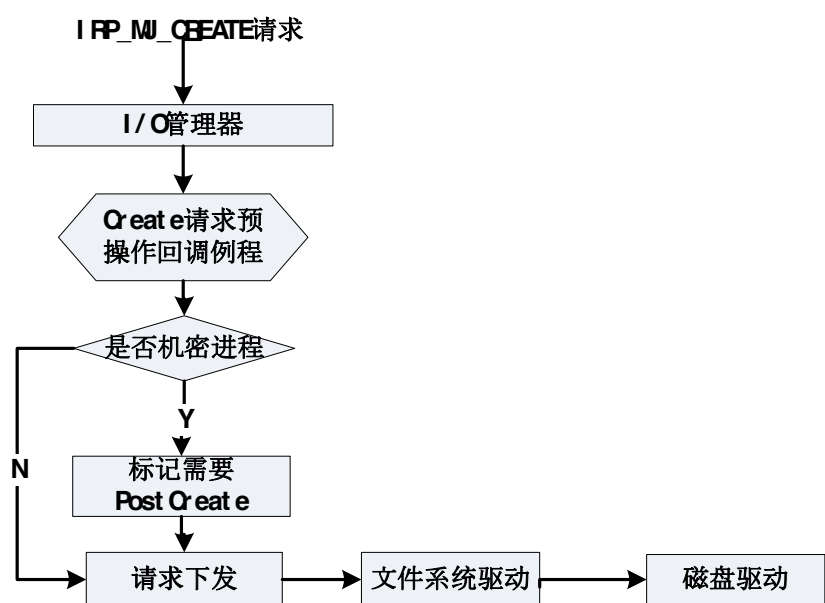 IRP_MJ_CREATE请求
I/O管理器
Create请求预
操作回调例程
是否机密进程
Y
N
标记需要
PostCreate
请求下发
文件系统驱动
磁盘驱动